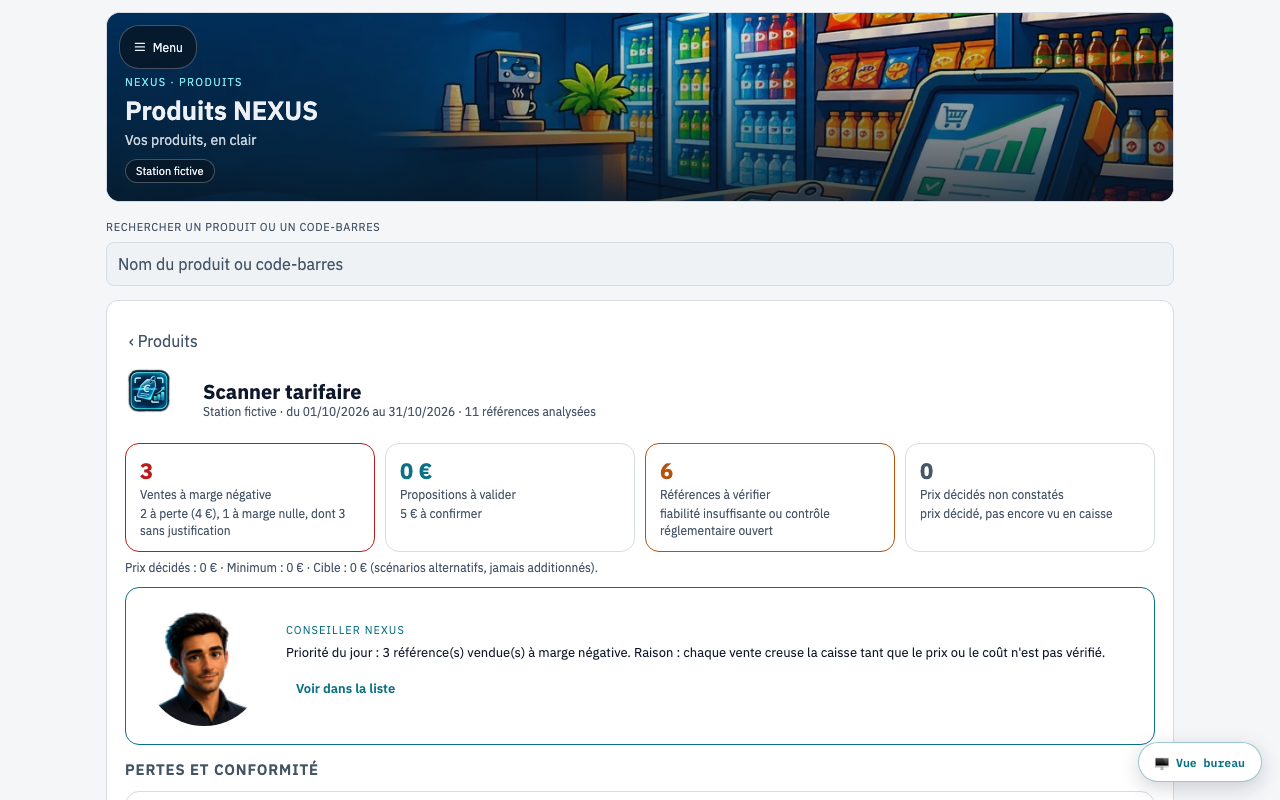 Menu
NEXUS · PRODUITS
Produits NEXUS
Vos produits, en clair
Station fictive
RECHERCHER UN PRODUIT OU UN CODE-BARRES
Nom du produit ou code-barres
‹ Produits
Scanner tarifaire
Station fictive · du 01/10/2026 au 31/10/2026 · 11 références analysées
3
Ventes à marge négative
2 à perte (4 €), 1 à marge nulle, dont 3
sans justification
0 €
Propositions à valider
5 € à confirmer
6
Références à vérifier
fiabilité insuffisante ou contrôle
réglementaire ouvert
0
Prix décidés non constatés
prix décidé, pas encore vu en caisse
Prix décidés : 0 € · Minimum : 0 € · Cible : 0 € (scénarios alternatifs, jamais additionnés).
CONSEILLER NEXUS
Priorité du jour : 3 référence(s) vendue(s) à marge négative. Raison : chaque vente creuse la caisse tant que le prix ou le coût n'est pas vérifié.
Voir dans la liste
PERTES ET CONFORMITÉ
Vue bureau